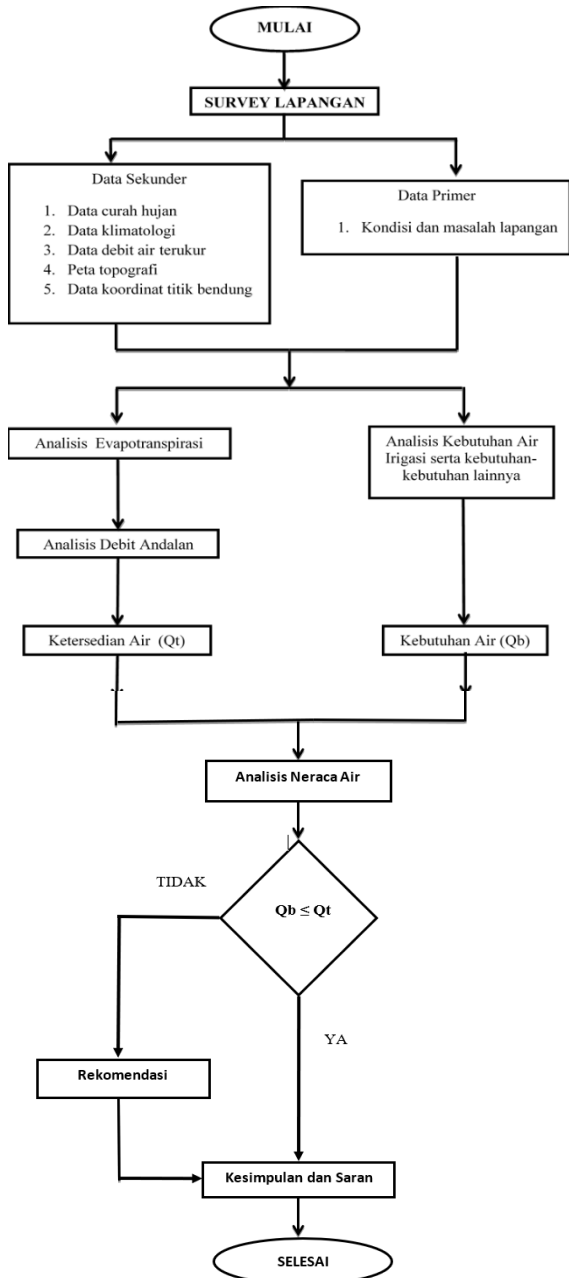 MULAI
SURVEY LAPANGAN
Data Sekunder
1. Data curah hujan
2. Data klimatologi
3. Data debit air terukur
4. Peta topografi
5. Data koordinat titik bendung
Data Primer
1. Kondisi dan masalah lapangan
Analisis Evapotranspirasi
Analisis Debit Andalan
Ketersedian Air (Qt)
Analisis Kebutuhan Air
Irigasi serta kebutuhan-
kebutuhan lainnya
Kebutuhan Air (Qb)
Analisis Neraca Air
Qb ≤ Qt
TIDAK
YA
Rekomendasi
Kesimpulan dan Saran
SELESAI